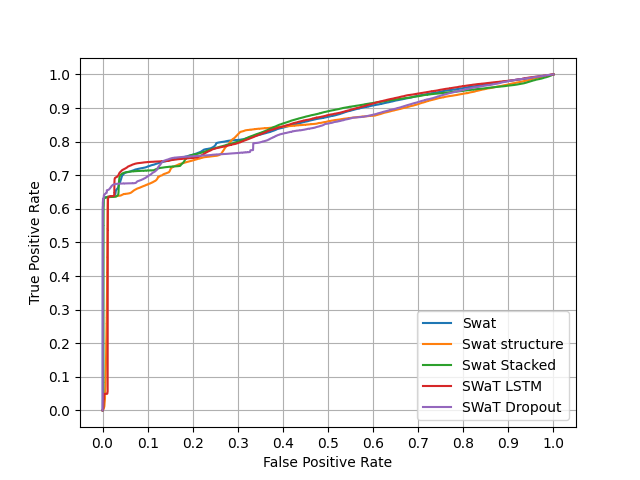 1.0
0.9
0.8
0.7
0.6
0.5
0.4
0.3
0.2
0.1
0.0
True Positive Rate
Swat
Swat structure
Swat Stacked
SWaT LSTM
SWaT Dropout
0.0 0.1 0.2 0.3 0.4 0.5 0.6 0.7 0.8 0.9 1.0
False Positive Rate